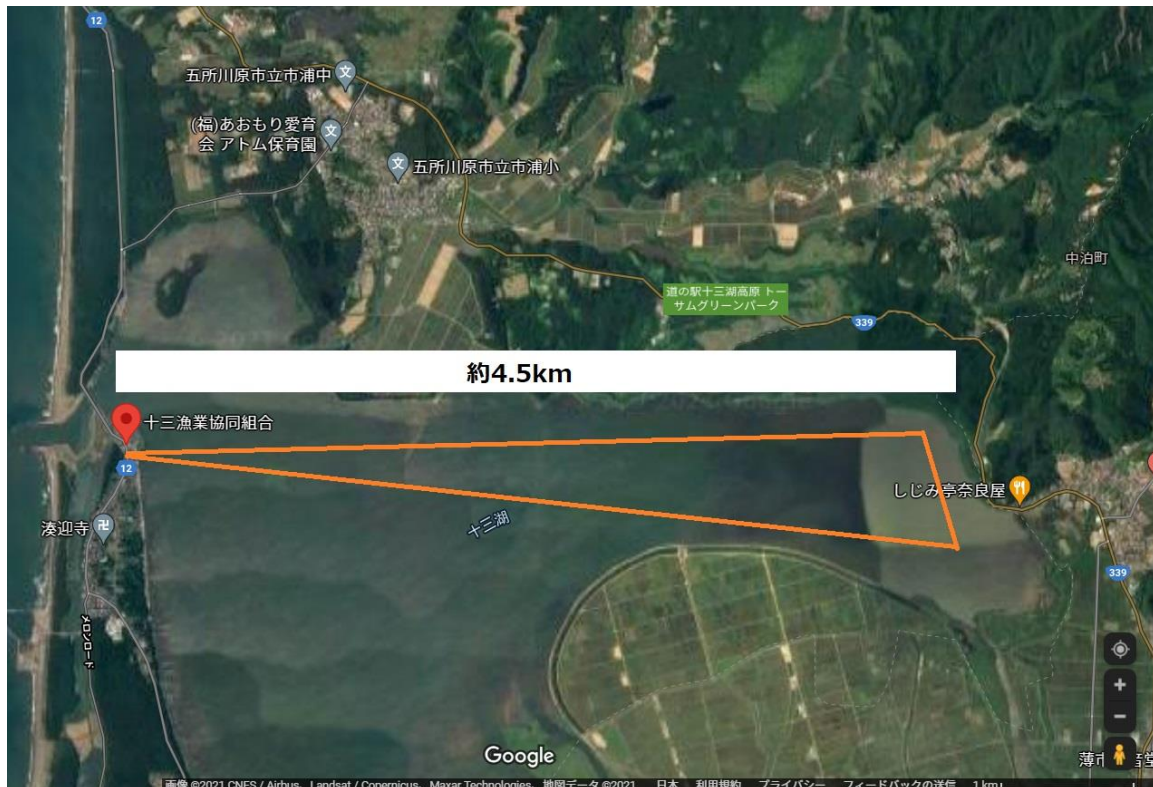 12
五所川原市立市浦中
(福)あおもり愛育
会 アトム保育園
五所川原市立市浦小
中泊町
道の駅十三湖高原 トー
サムグリーンパーク
339
約4.5km
十三漁業協同組合
12
しじみ亭奈良屋
十三湖
湊迎寺
339
メロンロード
Google
画像 ©2021 CNES / Airbus、Landsat / Copernicus、Maxar Technologies、地図データ ©2021 日本 利用規約 プライバシー フィードバックの送信 1 km